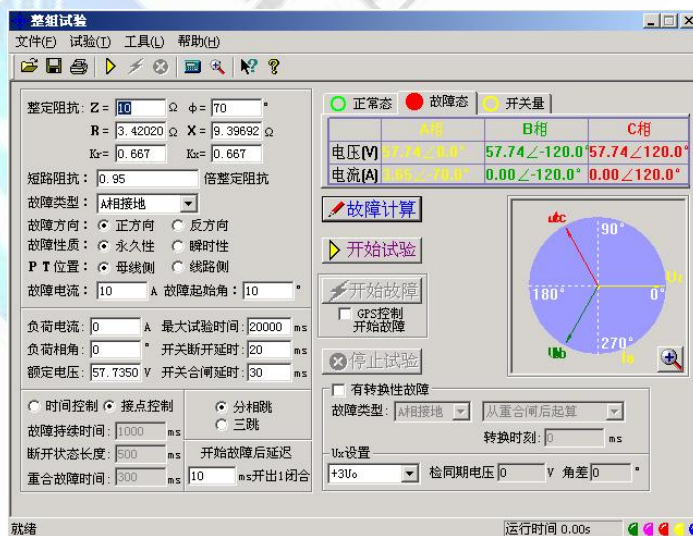 整组试验
文件(F) 试验(T) 工具(L) 帮助(H)
整定阻抗: Z= 10 Ω φ= 70 °
R= 3.42020 Ω X= 9.39692 Ω
Kr= 0.667 Kx= 0.667
短路阻抗: 0.95 倍整定阻抗
故障类型: A相接地
故障方向: 正方向 反方向
故障性质: 永久性 瞬时性
PT位置: 母线侧 线路侧
故障电流: 10 A 故障起始角: 10 °
负荷电流: 0 A 最大试验时间: 20000 ms
负荷相角: 0 ° 开关断开延时: 20 ms
额定电压: 57.7350 V 开关合闸延时: 30 ms
时间控制 接点控制
分相跳
三跳
故障持续时间: 1000 ms
断开状态长度: 500 ms
重合故障时间: 300 ms
开始故障后延迟
10 ms开出1闭合
正常态 故障态 开关量
A相 B相 C相
电压(V) 57.74∠0.0° 57.74∠-120.0° 57.74∠120.0°
电流(A) 3.65∠-70.0° 0.00∠-120.0° 0.00∠120.0°
故障计算
开始试验
开始故障
GPS控制
开始故障
停止试验
90°
180° 0°
270°
有转换性故障
故障类型: A相接地 从重合闸后起算
转换时刻: 0 ms
Ux设置
+3Uo 检同期电压 0 V 角差 0 °
就绪 运行时间 0.00s